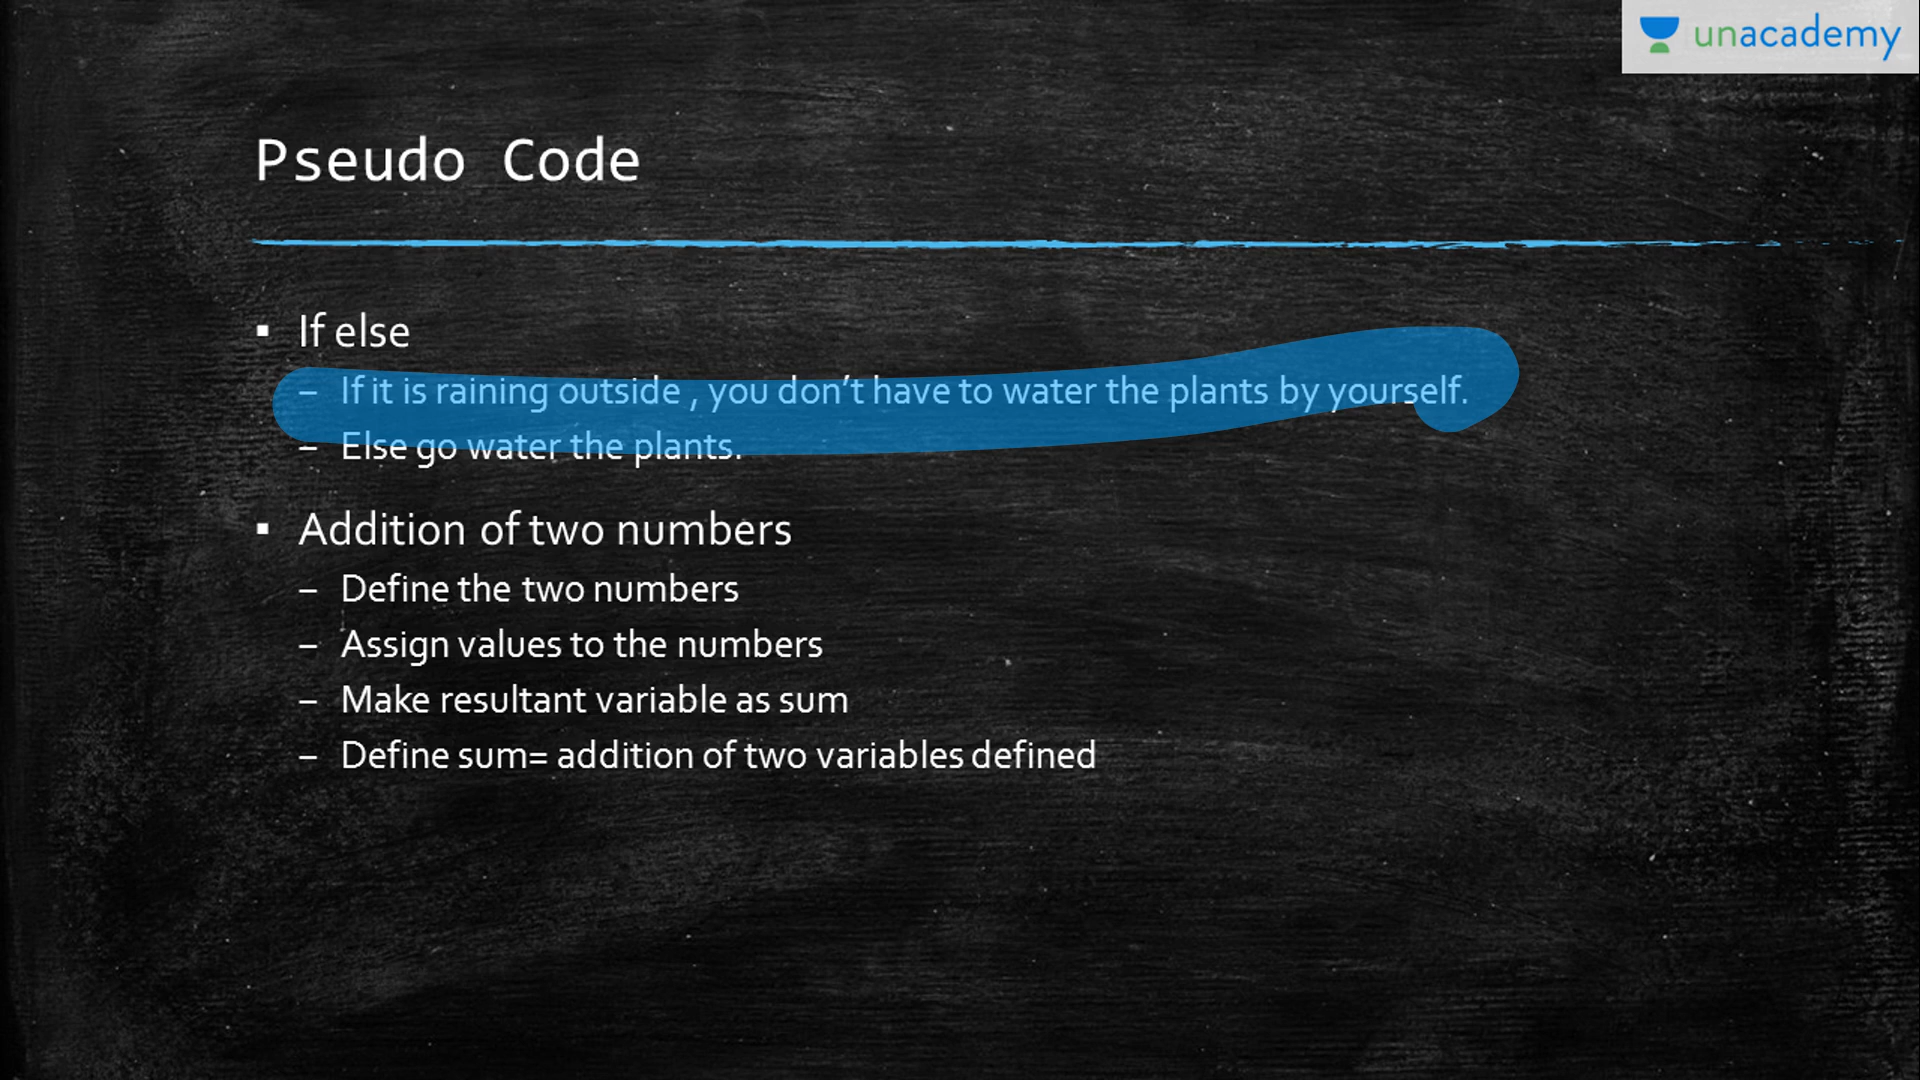 unacademy
Pseudo Code
▪ If else
– If it is raining outside , you don’t have to water the plants by yourself.
– Else go water the plants.
▪ Addition of two numbers
– Define the two numbers
– Assign values to the numbers
– Make resultant variable as sum
– Define sum= addition of two variables defined